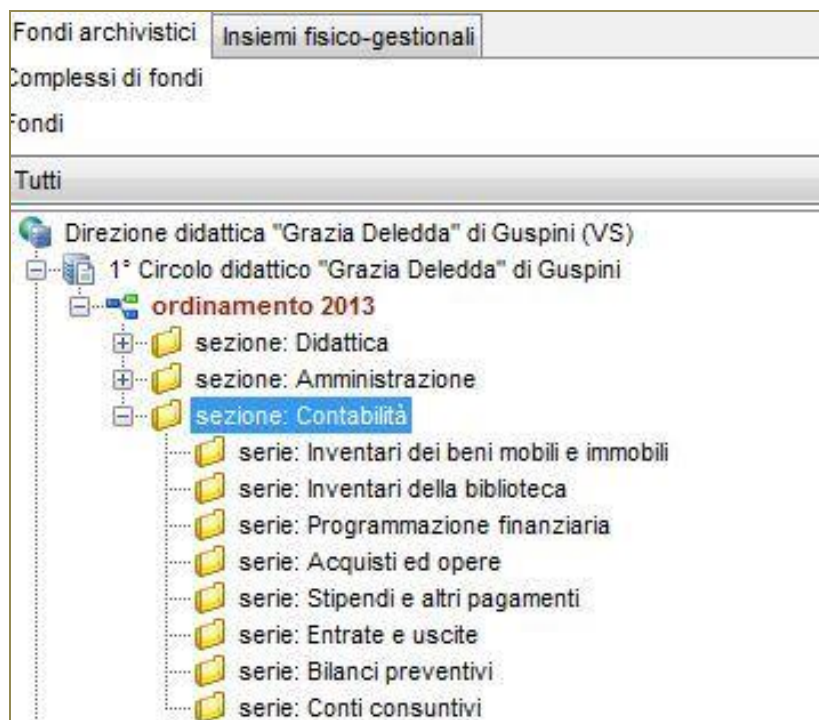 Fondi archivistici Insiemi fisico-gestionali
Complessi di fondi
Fondi
Tutti
Direzione didattica "Grazia Deledda" di Guspini (VS)
1° Circolo didattico "Grazia Deledda" di Guspini
ordinamento 2013
sezione: Didattica
sezione: Amministrazione
sezione: Contabilità
serie: Inventari dei beni mobili e immobili
serie: Inventari della biblioteca
serie: Programmazione finanziaria
serie: Acquisti ed opere
serie: Stipendi e altri pagamenti
serie: Entrate e uscite
serie: Bilanci preventivi
serie: Conti consuntivi